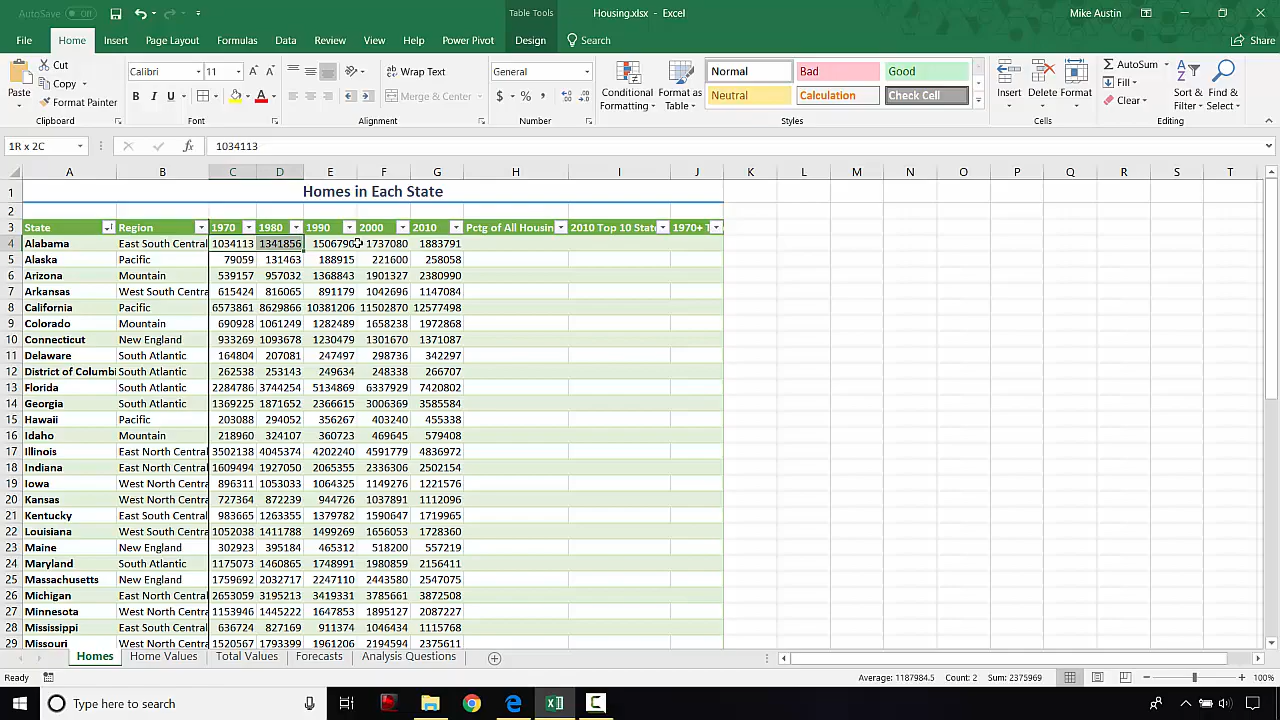 AutoSave Off Table Tools Housing.xlsx - Excel Mike Austin
File Home Insert Page Layout Formulas Data Review View Help Power Pivot Design Search Share
Paste Cut Copy Format Painter Clipboard
Calibri 11 B I U A Font
Wrap Text Merge & Center Alignment
General $ % , Number
Conditional Formatting Format as Table Normal Bad Good Neutral Calculation Check Cell Styles
Insert Delete Format Cells
AutoSum Fill Clear Sort & Filter Find & Select Editing
1R x 2C fx 1034113
A B C D E F G H I J K L M N O P Q R S T
1 Homes in Each State
2
3 State Region 1970 1980 1990 2000 2010 Pctg of All Housin 2010 Top 10 Stat 1970+ T
4 Alabama East South Central 1034113 1341856 1506796 1737080 1883791
5 Alaska Pacific 79059 131463 188915 221600 258058
6 Arizona Mountain 539157 957032 1368843 1901327 2380990
7 Arkansas West South Centra 615424 816065 891179 1042696 1147084
8 California Pacific 6573861 8629866 10381206 11502870 12577498
9 Colorado Mountain 690928 1061249 1282489 1658238 1972868
10 Connecticut New England 933269 1093678 1230479 1301670 1371087
11 Delaware South Atlantic 164804 207081 247497 298736 342297
12 District of Columbi South Atlantic 262538 253143 249634 248338 266707
13 Florida South Atlantic 2284786 3744254 5134869 6337929 7420802
14 Georgia South Atlantic 1369225 1871652 2366615 3006369 3585584
15 Hawaii Pacific 203088 294052 356267 403240 455338
16 Idaho Mountain 218960 324107 360723 469645 579408
17 Illinois East North Central 3502138 4045374 4202240 4591779 4836972
18 Indiana East North Central 1609494 1927050 2065355 2336306 2502154
19 Iowa West North Centra 896311 1053033 1064325 1149276 1221576
20 Kansas West North Centra 727364 872239 944726 1037891 1112096
21 Kentucky East South Central 983665 1263355 1379782 1590647 1719965
22 Louisiana West South Centra 1052038 1411788 1499269 1656053 1728360
23 Maine New England 302923 395184 465312 518200 557219
24 Maryland South Atlantic 1175073 1460865 1748991 1980859 2156411
25 Massachusetts New England 1759692 2032717 2247110 2443580 2547075
26 Michigan East North Central 2653059 3195213 3419331 3785661 3872508
27 Minnesota West North Centra 1153946 1445222 1647853 1895127 2087227
28 Mississippi East South Central 636724 827169 911374 1046434 1115768
29 Missouri West North Centra 1520567 1793399 1961206 2194594 2375611
Homes Home Values Total Values Forecasts Analysis Questions
Ready Average: 1187984.5 Count: 2 Sum: 2375969 100%
Type here to search